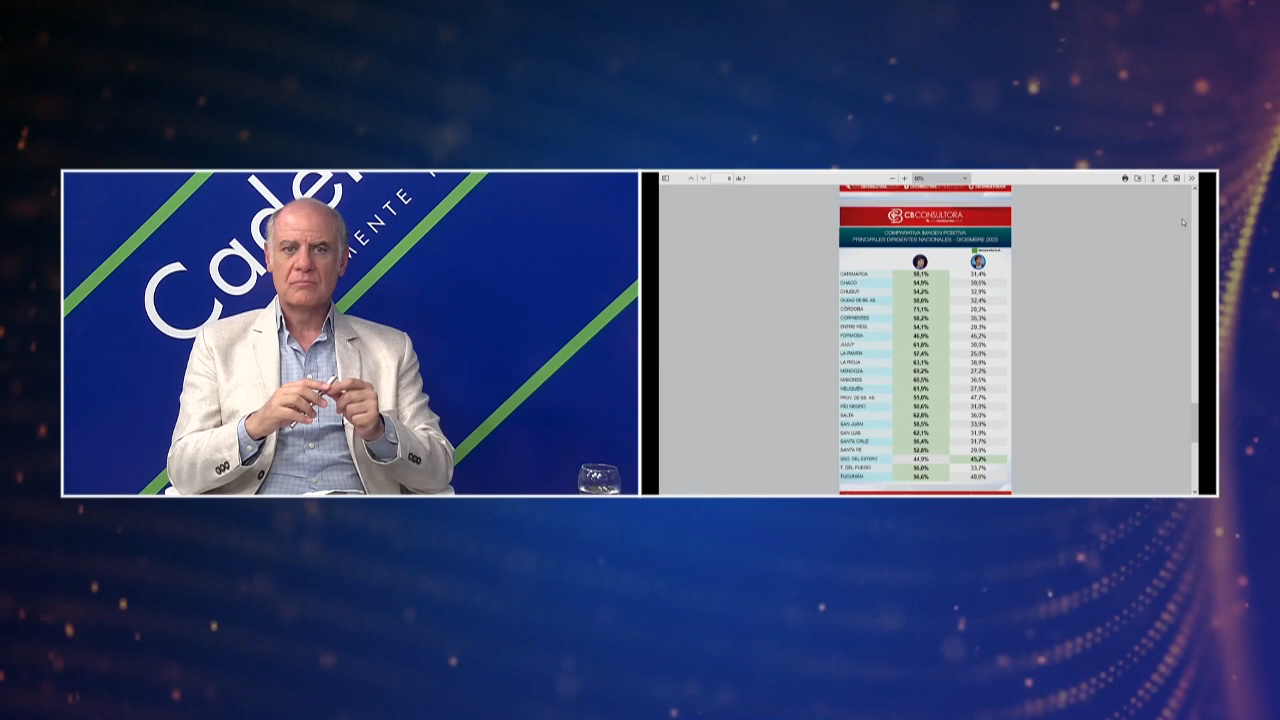 Cader
MENTE
6 de 7
80%
CB CONSULTORA
COMPARATIVA IMAGEN POSITIVA
PRINCIPALES DIRIGENTES NACIONALES - DICIEMBRE 2023
CATAMARCA 58,1% 31,4%
CHACO 54,9% 39,5%
CHUBUT 54,2% 32,9%
CIUDAD DE BS. AS. 58,0% 32,4%
CÓRDOBA 71,1% 20,2%
CORRIENTES 58,2% 35,3%
ENTRE RÍOS 54,1% 29,3%
FORMOSA 46,9% 45,2%
JUJUY 61,8% 30,0%
LA PAMPA 57,4% 25,0%
LA RIOJA 63,1% 38,9%
MENDOZA 69,2% 27,2%
MISIONES 60,5% 36,5%
NEUQUÉN 61,9% 27,5%
PROV. DE BS. AS. 51,0% 47,7%
RÍO NEGRO 50,6% 31,0%
SALTA 62,8% 36,0%
SAN JUAN 58,5% 33,9%
SAN LUIS 62,1% 31,9%
SANTA CRUZ 56,4% 31,7%
SANTA FE 52,8% 29,9%
SGO. DEL ESTERO 44,9% 45,2%
T. DEL FUEGO 56,0% 33,7%
TUCUMÁN 56,6% 40,6%